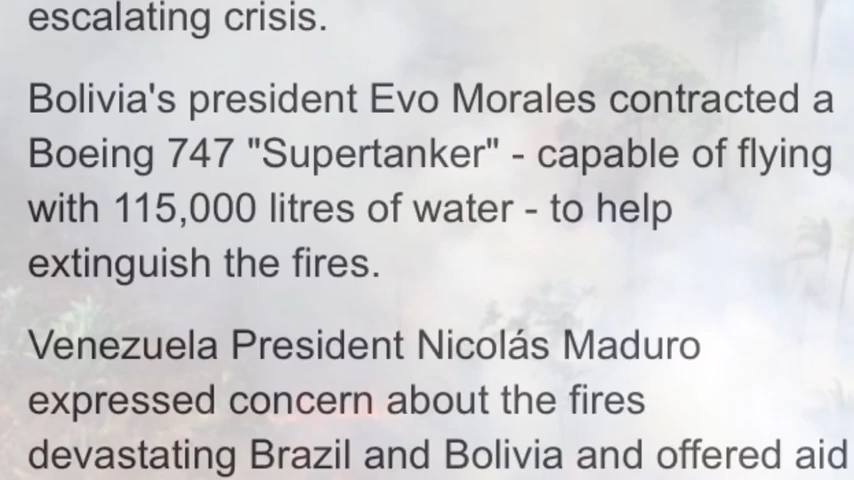 escalating crisis.
Bolivia's president Evo Morales contracted a
Boeing 747 "Supertanker" - capable of flying
with 115,000 litres of water - to help
extinguish the fires.
Venezuela President Nicolás Maduro
expressed concern about the fires
devastating Brazil and Bolivia and offered aid